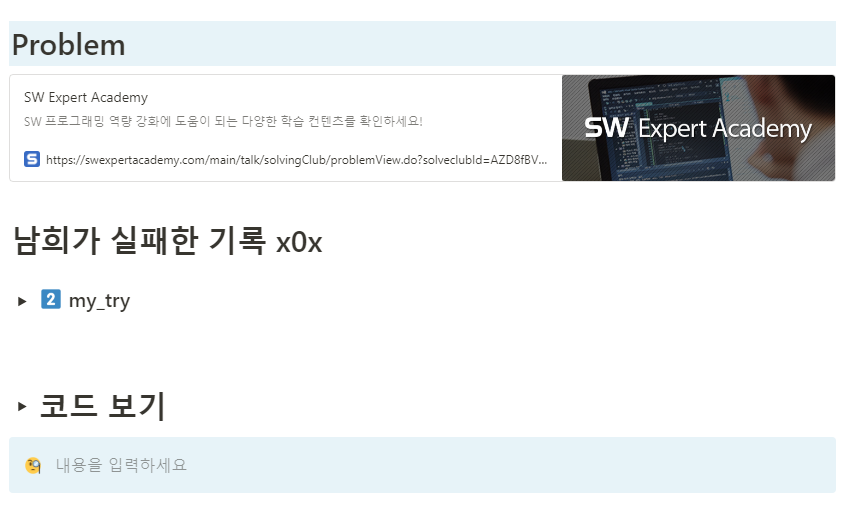 Problem
SW Expert Academy
SW 프로그래밍 역량 강화에 도움이 되는 다양한 학습 컨텐츠를 확인하세요!
S https://swexpertacademy.com/main/talk/solvingClub/problemView.do?solveclubId=AZD8fBV...
SW Expert Academy
남희가 실패한 기록 x0x
2 my_try
코드 보기
내용을 입력하세요